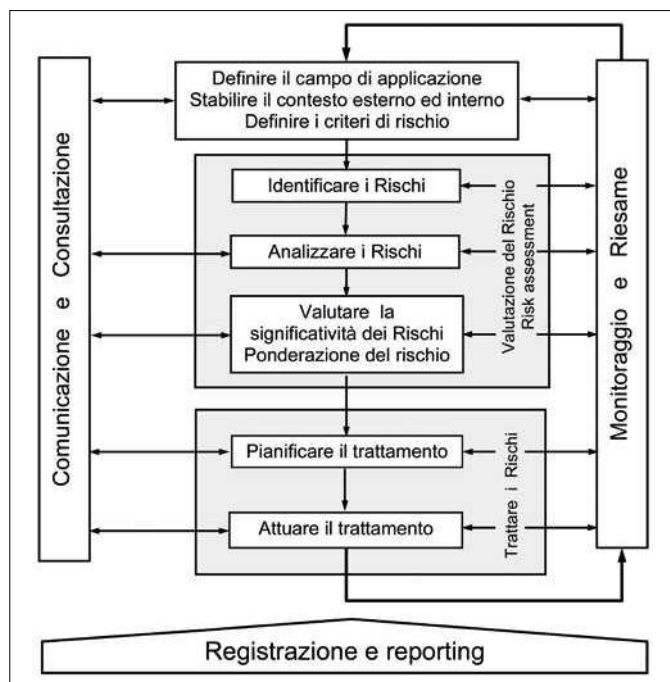 Definire il campo di applicazione
Stabilire il contesto esterno ed interno
Definire i criteri di rischio
Comunicazione e Consultazione
Identificare i Rischi
Analizzare i Rischi
Valutare la
significatività dei Rischi
Ponderazione del rischio
Valutazione del Rischio
Risk assessment
Monitoraggio e Riesame
Pianificare il trattamento
Attuare il trattamento
Trattare i Rischi
Registrazione e reporting